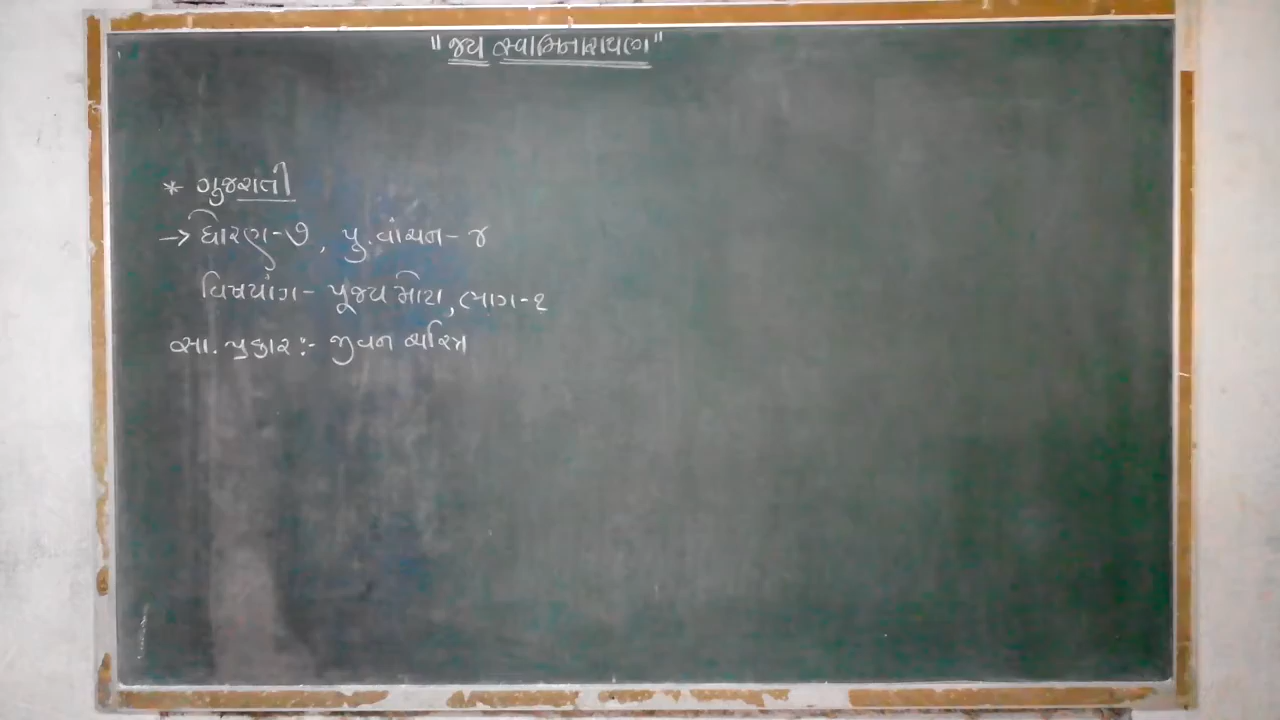 "જય સ્વામિનારાયણ"
* ગુજરાતી
→ ધોરણ-૭, પુ.વાંચન-૪
વિષયાંગ - પૂજ્ય મોટા, ભાગ-૨
સા. પ્રકાર :- જીવન ચરિત્ર